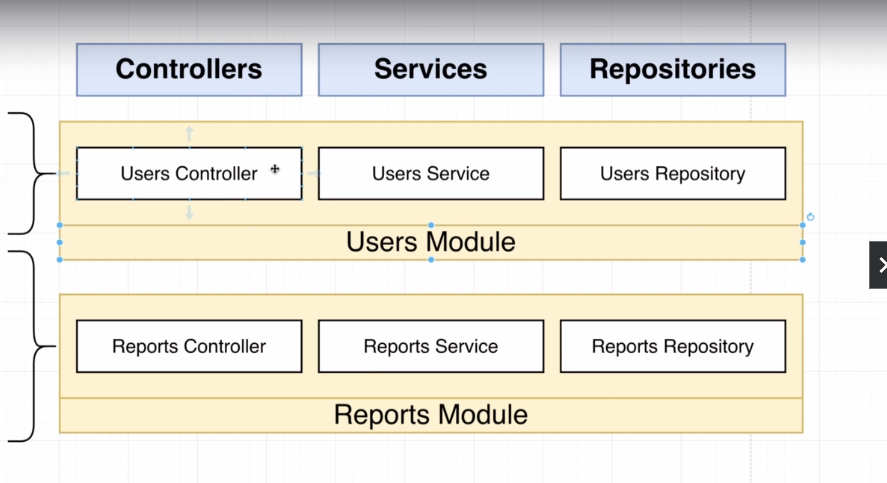 Controllers
Services
Repositories
Users Controller
Users Service
Users Repository
Users Module
Reports Controller
Reports Service
Reports Repository
Reports Module